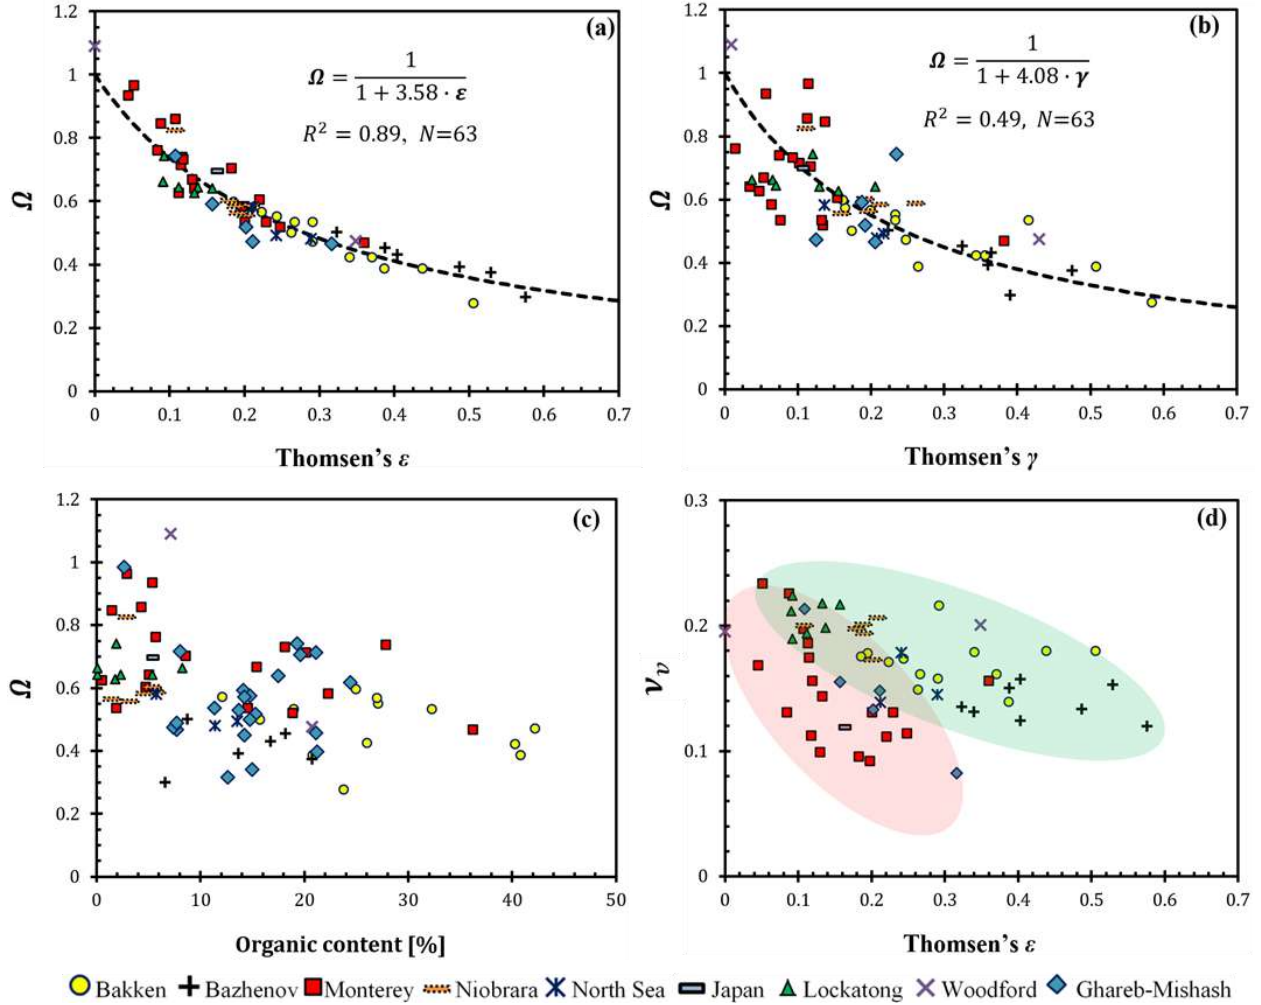 (a)
Ω = 1 / (1 + 3.58 · ε)
R² = 0.89, N=63
Ω
1.2
1
0.8
0.6
0.4
0.2
0
0 0.1 0.2 0.3 0.4 0.5 0.6 0.7
Thomsen's ε
(b)
Ω = 1 / (1 + 4.08 · γ)
R² = 0.49, N=63
Ω
1.2
1
0.8
0.6
0.4
0.2
0
0 0.1 0.2 0.3 0.4 0.5 0.6 0.7
Thomsen's γ
(c)
Ω
1.2
1
0.8
0.6
0.4
0.2
0
0 10 20 30 40 50
Organic content [%]
(d)
νv
0.3
0.2
0.1
0
0 0.1 0.2 0.3 0.4 0.5 0.6 0.7
Thomsen's ε
Bakken Bazhenov Monterey Niobrara North Sea Japan Lockatong Woodford Ghareb-Mishash